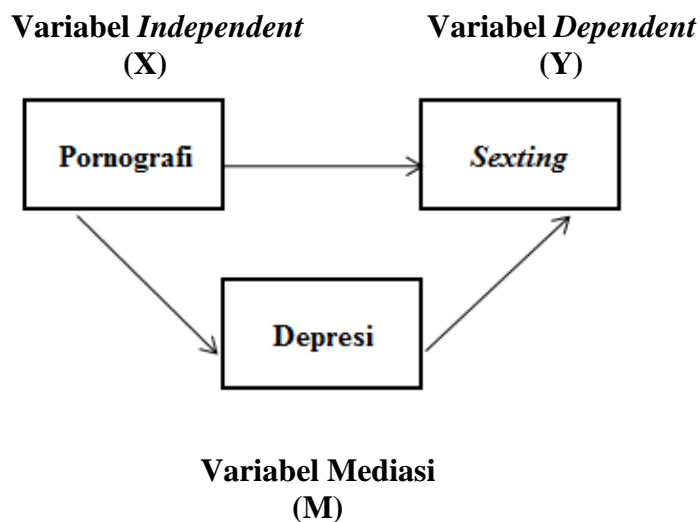 Variabel Independent
(X)
Variabel Dependent
(Y)
Pornografi
Sexting
Depresi
Variabel Mediasi
(M)